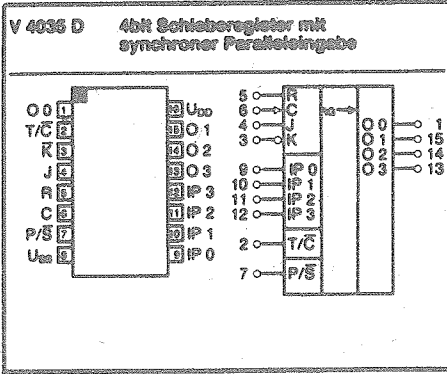 V 4035 D 4bit Schieberegister mit
synchroner Paralleleingabe
O 0 1 16 U_DD
T/C̅ 2 15 O 1
K̅ 3 14 O 2
J 4 13 O 3
R 5 12 IP 3
C 6 11 IP 2
P/S̅ 7 10 IP 1
U_SS 8 9 IP 0
5 R
6 C
4 J
3 K
9 IP 0
10 IP 1
11 IP 2
12 IP 3
2 T/C̅
7 P/S̅
O 0 1
O 1 15
O 2 14
O 3 13